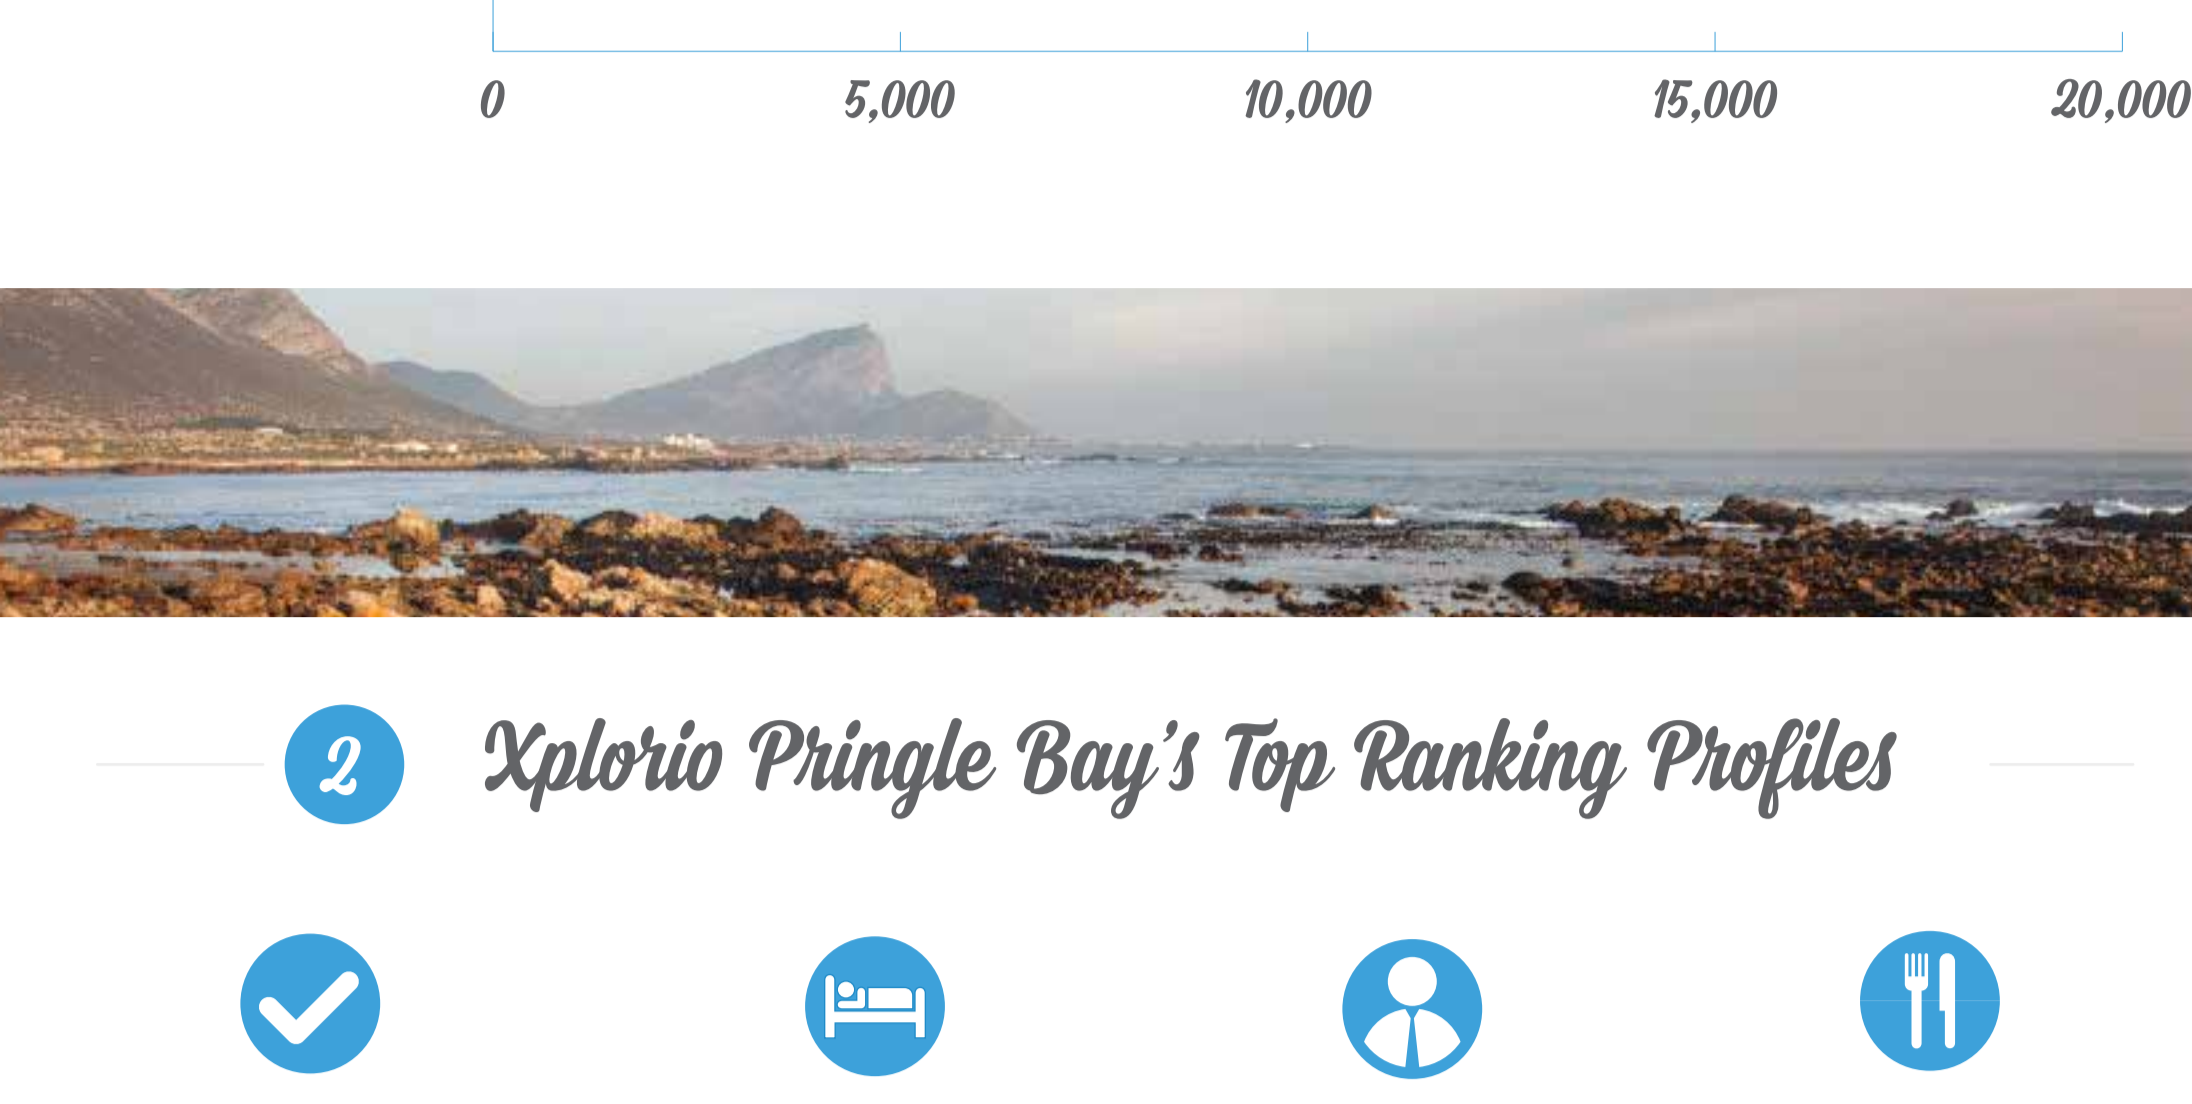 0 5,000 10,000 15,000 20,000
2 Xplorio Pringle Bay's Top Ranking Profiles